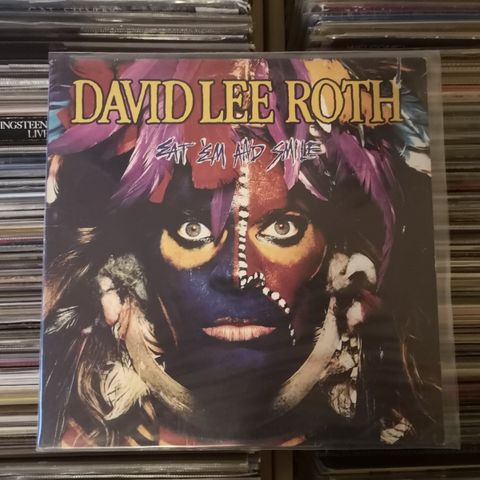 DAVID LEE ROTH
EAT 'EM AND SMILE
INGSTEEN
LIVE